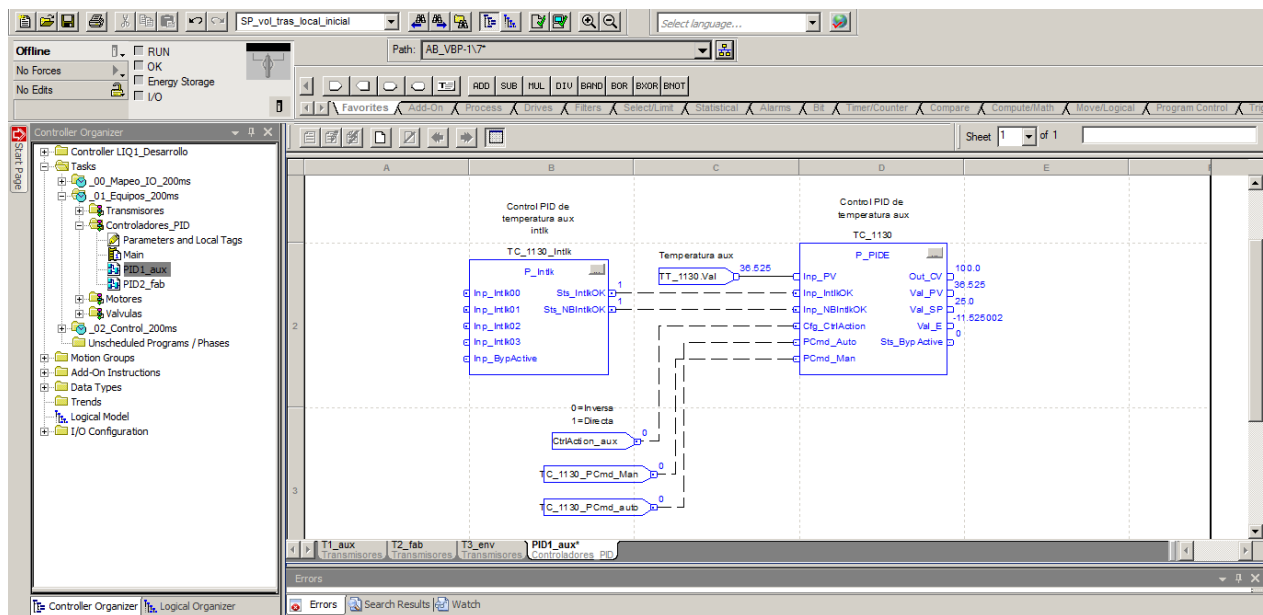 SP_vol_tras_local_inicial
Select language...
Offline
RUN
No Forces
OK
No Edits
Energy Storage
I/O
Path: AB_VBP-1\7*
ADD SUB MUL DIV BAND BOR BXOR BNOT
Favorites Add-On Process Drives Filters Select/Limit Statistical Alarms Bit Timer/Counter Compare Compute/Math Move/Logical Program Control
Start Page
Controller Organizer
Controller LIQ1_Desarrollo
Tasks
_00_Mapeo_IO_200ms
_01_Equipos_200ms
Transmisores
Controladores_PID
Parameters and Local Tags
Main
PID1_aux
PID2_fab
Motores
Valvulas
_02_Control_200ms
Unscheduled Programs / Phases
Motion Groups
Add-On Instructions
Data Types
Trends
Logical Model
I/O Configuration
Controller Organizer Logical Organizer
Sheet 1 of 1
A B C D E
2
3
Control PID de
temperatura aux
intlk
TC_1130_Intlk
P_Intlk
Inp_Intlk00 Sts_IntlkOK 1
Inp_Intlk01 Sts_NBIntlkOK 1
Inp_Intlk02
Inp_Intlk03
Inp_BypActive
Temperatura aux
TT_1130.Val 36.525
Control PID de
temperatura aux
TC_1130
P_PIDE
Inp_PV Out_CV 100.0
Inp_IntlkOK Val_PV 36.525
Inp_NBIntlkOK Val_SP 25.0
Cfg_CtrlAction Val_E -11.525002
PCmd_Auto Sts_BypActive 0
PCmd_Man
0=Inversa
1=Directa
CtrlAction_aux 0
TC_1130_PCmd_Man 0
TC_1130_PCmd_auto 0
T1_aux T2_fab T3_env PID1_aux*
Transmisores Transmisores Transmisores Controladores_PID
Errors
Errors Search Results Watch